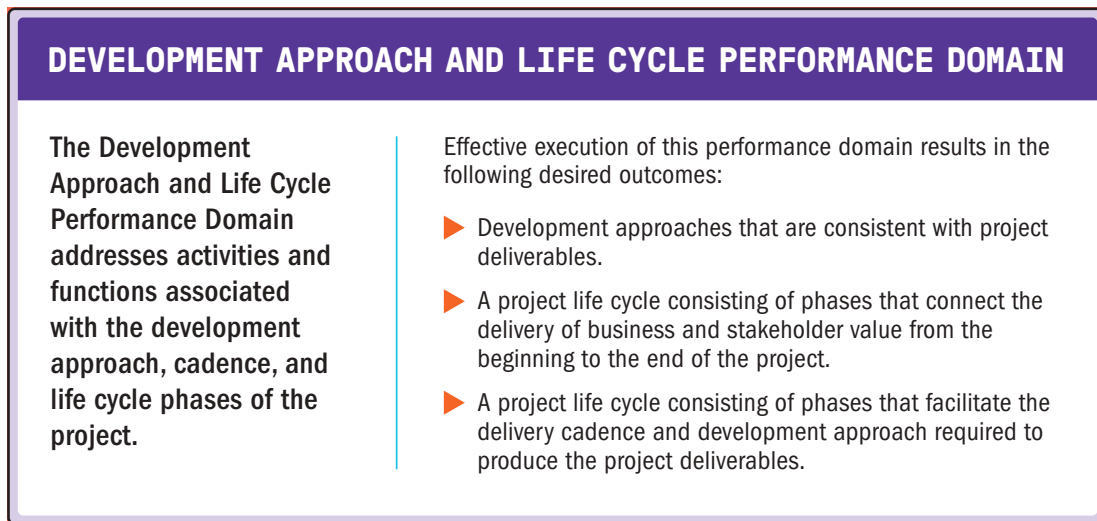 DEVELOPMENT APPROACH AND LIFE CYCLE PERFORMANCE DOMAIN
The Development
Approach and Life Cycle
Performance Domain
addresses activities and
functions associated
with the development
approach, cadence, and
life cycle phases of the
project.
Effective execution of this performance domain results in the
following desired outcomes:
Development approaches that are consistent with project
deliverables.
A project life cycle consisting of phases that connect the
delivery of business and stakeholder value from the
beginning to the end of the project.
A project life cycle consisting of phases that facilitate the
delivery cadence and development approach required to
produce the project deliverables.